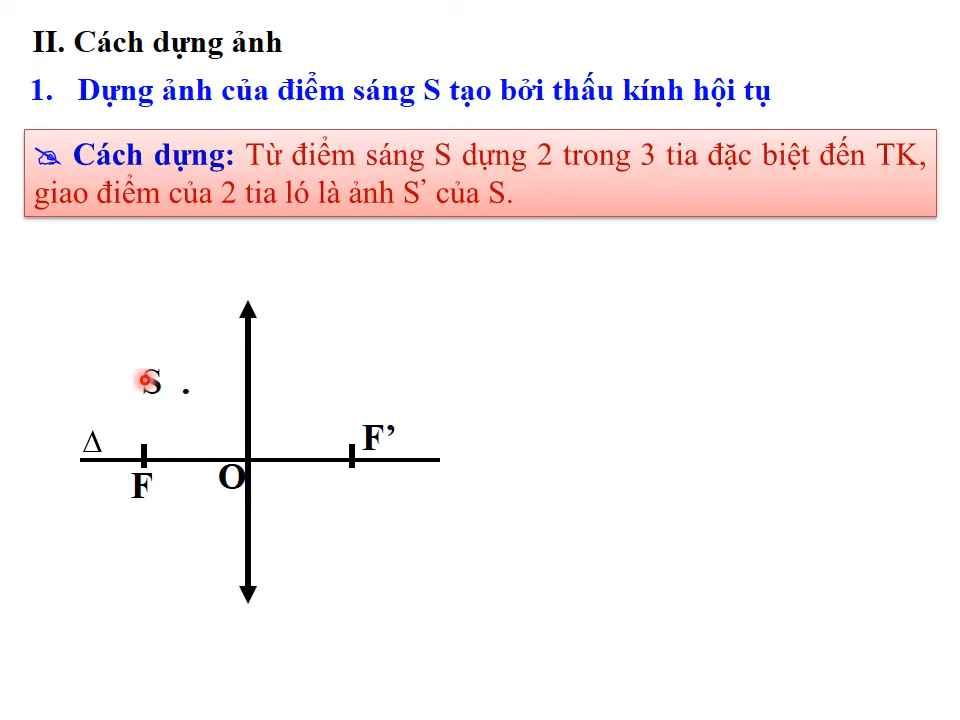 II. Cách dựng ảnh
1. Dựng ảnh của điểm sáng S tạo bởi thấu kính hội tụ
Cách dựng: Từ điểm sáng S dựng 2 trong 3 tia đặc biệt đến TK,
giao điểm của 2 tia ló là ảnh S’ của S.
S .
Δ
F’
F
O